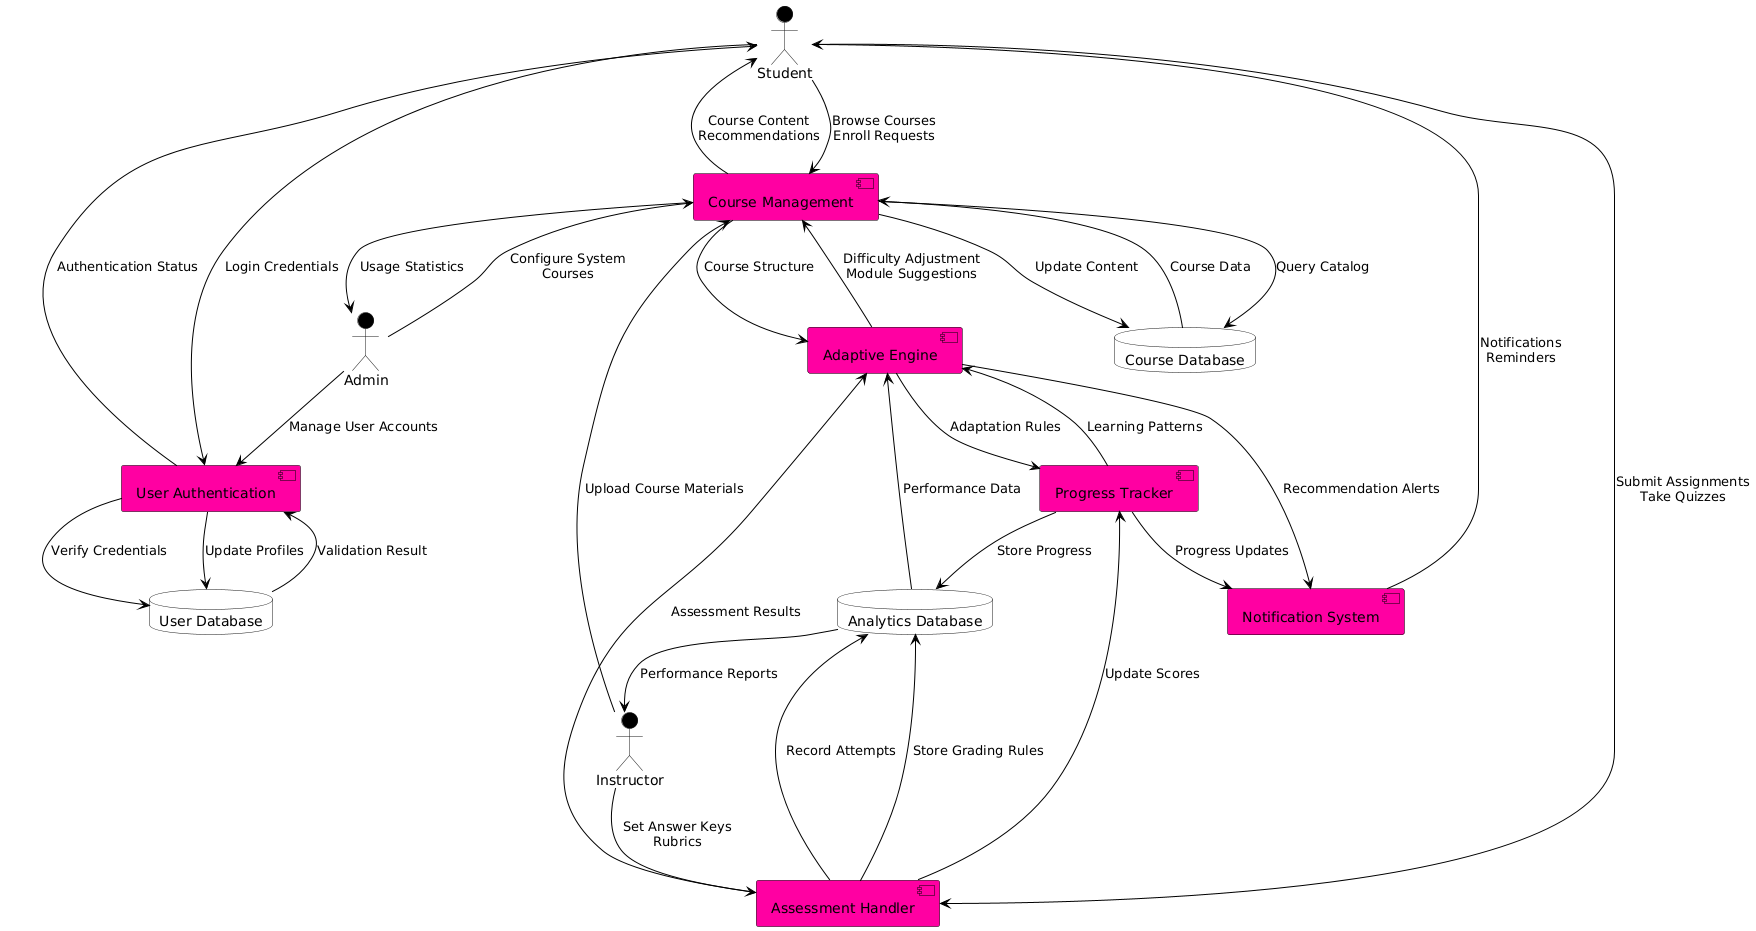 Student
Course Content
Recommendations
Browse Courses
Enroll Requests
Course Management
Authentication Status
Login Credentials
Usage Statistics
Configure System
Courses
Course Structure
Difficulty Adjustment
Module Suggestions
Update Content
Course Data
Query Catalog
Admin
Adaptive Engine
Course Database
Notifications
Reminders
Manage User Accounts
Adaptation Rules
Learning Patterns
User Authentication
Upload Course Materials
Performance Data
Progress Tracker
Recommendation Alerts
Submit Assignments
Take Quizzes
Verify Credentials
Update Profiles
Validation Result
Store Progress
Progress Updates
User Database
Assessment Results
Analytics Database
Notification System
Performance Reports
Update Scores
Instructor
Record Attempts
Store Grading Rules
Set Answer Keys
Rubrics
Assessment Handler